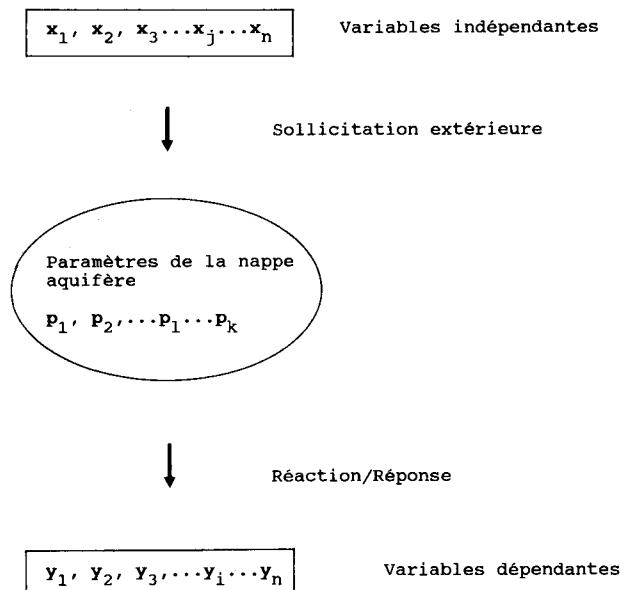 x₁, x₂, x₃...xⱼ...xₙ Variables indépendantes
Sollicitation extérieure
Paramètres de la nappe
aquifère
p₁, p₂,...p₁...pₖ
Réaction/Réponse
y₁, y₂, y₃,...yᵢ...yₙ Variables dépendantes